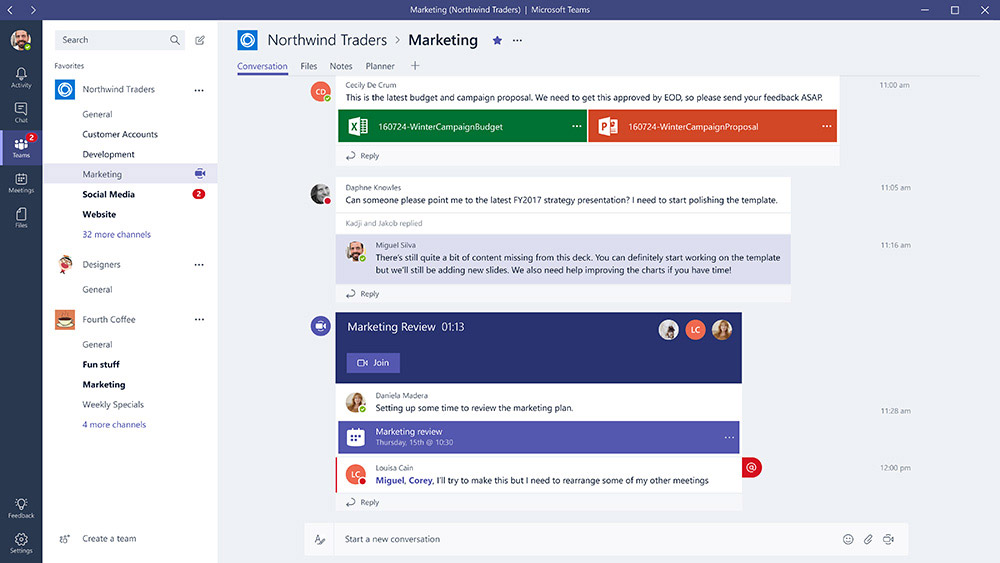 Marketing (Northwind Traders) | Microsoft Teams
Search
Activity
Chat
2
Teams
Meetings
Files
Feedback
Settings
Favorites
Northwind Traders
General
Customer Accounts
Development
Marketing
Social Media 2
Website
32 more channels
Designers
General
Fourth Coffee
General
Fun stuff
Marketing
Weekly Specials
4 more channels
Create a team
Northwind Traders > Marketing
Conversation Files Notes Planner
CD
Cecily De Crum
11:00 am
This is the latest budget and campaign proposal. We need to get this approved by EOD, so please send your feedback ASAP.
160724-WinterCampaignBudget
160724-WinterCampaignProposal
Reply
Daphne Knowles
11:05 am
Can someone please point me to the latest FY2017 strategy presentation? I need to start polishing the template.
Kadji and Jakob replied
Miguel Silva
11:16 am
There's still quite a bit of content missing from this deck. You can definitely start working on the template
but we'll still be adding new slides. We also need help improving the charts if you have time!
Reply
Marketing Review 01:13
LC
Join
Daniela Madera
Setting up some time to review the marketing plan.
11:28 am
Marketing review
Thursday, 15th @ 10:30
LC
Louisa Cain
@
12:00 pm
Miguel, Corey, I'll try to make this but I need to rearrange some of my other meetings
Reply
Start a new conversation